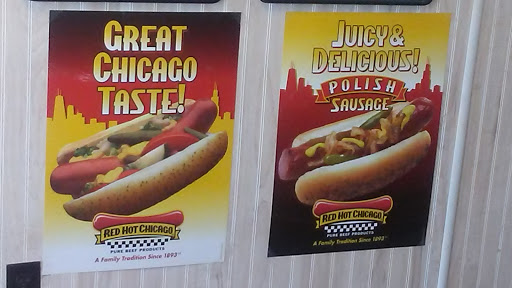 GREAT
CHICAGO
TASTE!
RED HOT CHICAGO
PURE BEEF PRODUCTS
A Family Tradition Since 1893
JUICY &
DELICIOUS!
POLISH
SAUSAGE
RED HOT CHICAGO
PURE BEEF PRODUCTS
A Family Tradition Since 1893